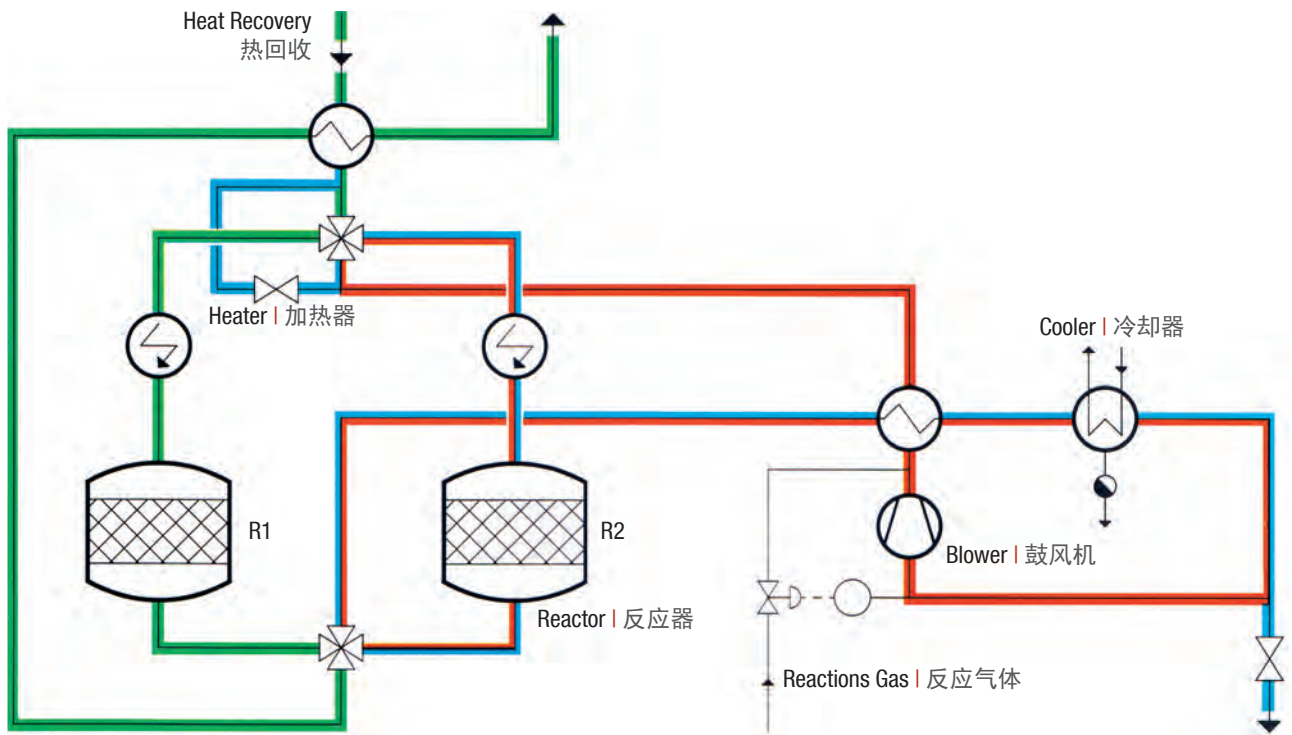 Heat Recovery
热回收
Heater | 加热器
Cooler | 冷却器
R1
R2
Blower | 鼓风机
Reactor | 反应器
Reactions Gas | 反应气体